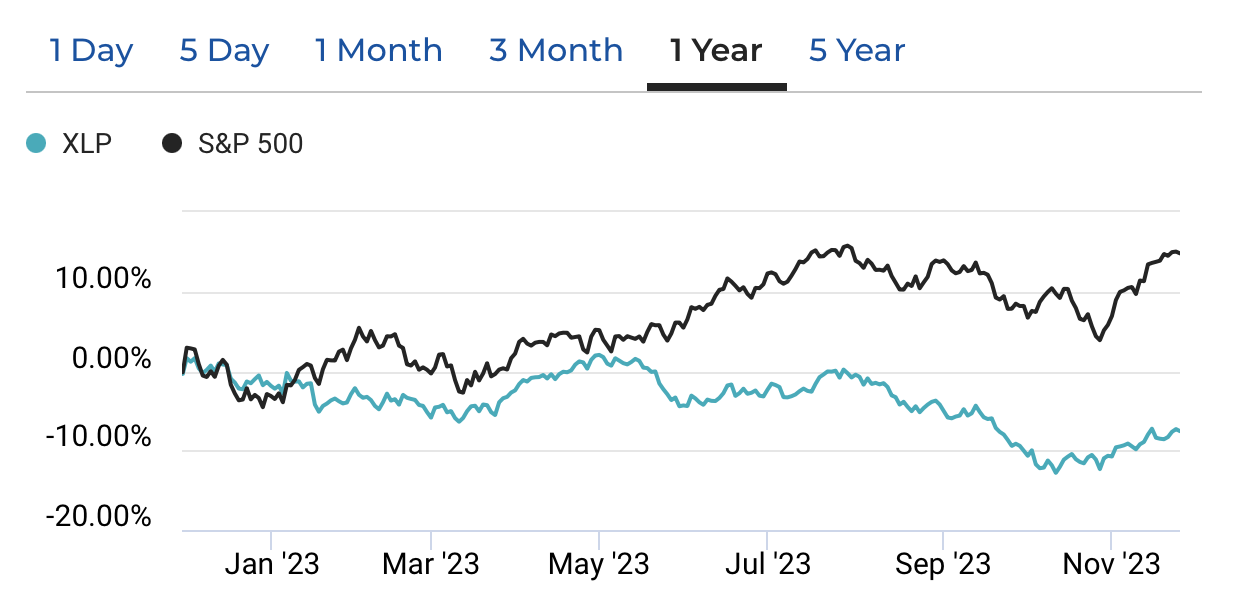 1 Day 5 Day 1 Month 3 Month 1 Year 5 Year
XLP S&P 500
10.00%
0.00%
-10.00%
-20.00%
Jan '23 Mar '23 May '23 Jul '23 Sep '23 Nov '23